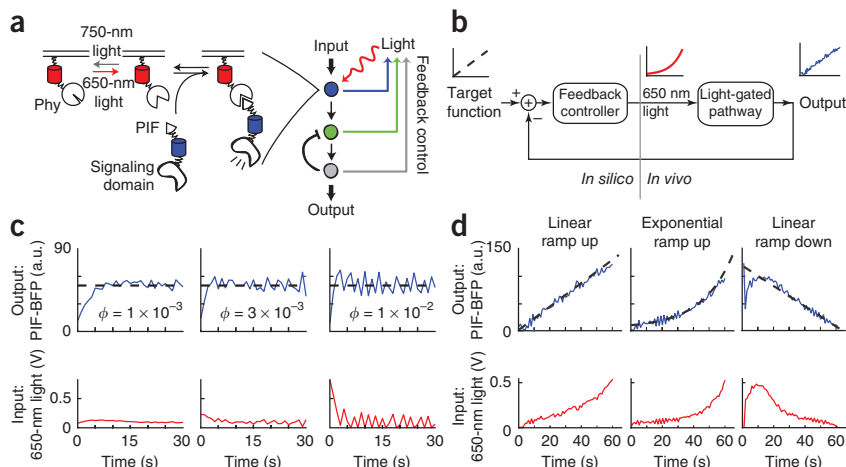 a
750-nm
light
650-nm
light
Phy
PIF
Signaling
domain
Input
Light
Feedback control
Output
b
Target
function
+
+
−
Feedback
controller
650 nm
light
Light-gated
pathway
Output
In silico
In vivo
c
Output:
PIF-BFP (a.u.)
90
0
ϕ = 1 × 10⁻³
ϕ = 3 × 10⁻³
ϕ = 1 × 10⁻²
Input:
650-nm light (V)
0.5
0
0 15 30
0 15 30
0 15 30
Time (s)
Time (s)
Time (s)
d
Linear
ramp up
Exponential
ramp up
Linear
ramp down
Output:
PIF-BFP (a.u.)
150
0
Input:
650-nm light (V)
0.5
0
0 20 40 60
0 20 40 60
0 20 40 60
Time (s)
Time (s)
Time (s)